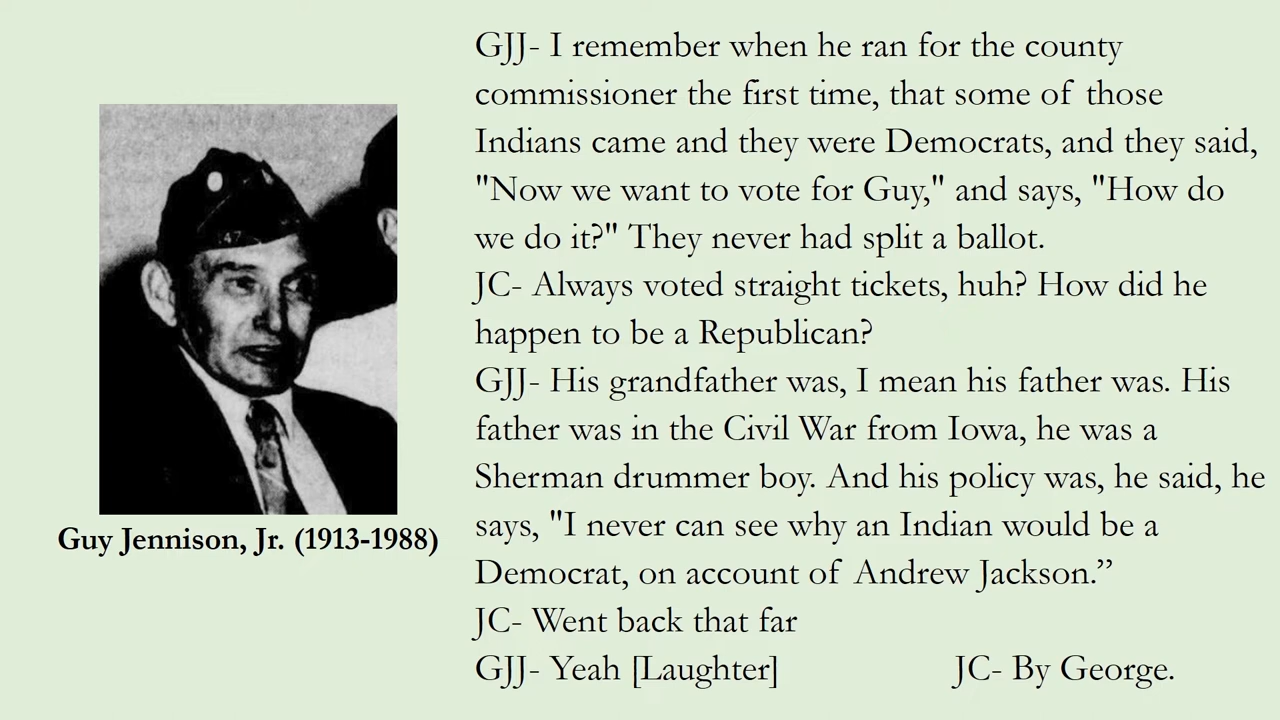 GJJ- I remember when he ran for the county
commissioner the first time, that some of those
Indians came and they were Democrats, and they said,
"Now we want to vote for Guy," and says, "How do
we do it?" They never had split a ballot.
JC- Always voted straight tickets, huh? How did he
happen to be a Republican?
GJJ- His grandfather was, I mean his father was. His
father was in the Civil War from Iowa, he was a
Sherman drummer boy. And his policy was, he said, he
says, "I never can see why an Indian would be a
Democrat, on account of Andrew Jackson.”
JC- Went back that far
GJJ- Yeah [Laughter] JC- By George.
Guy Jennison, Jr. (1913-1988)